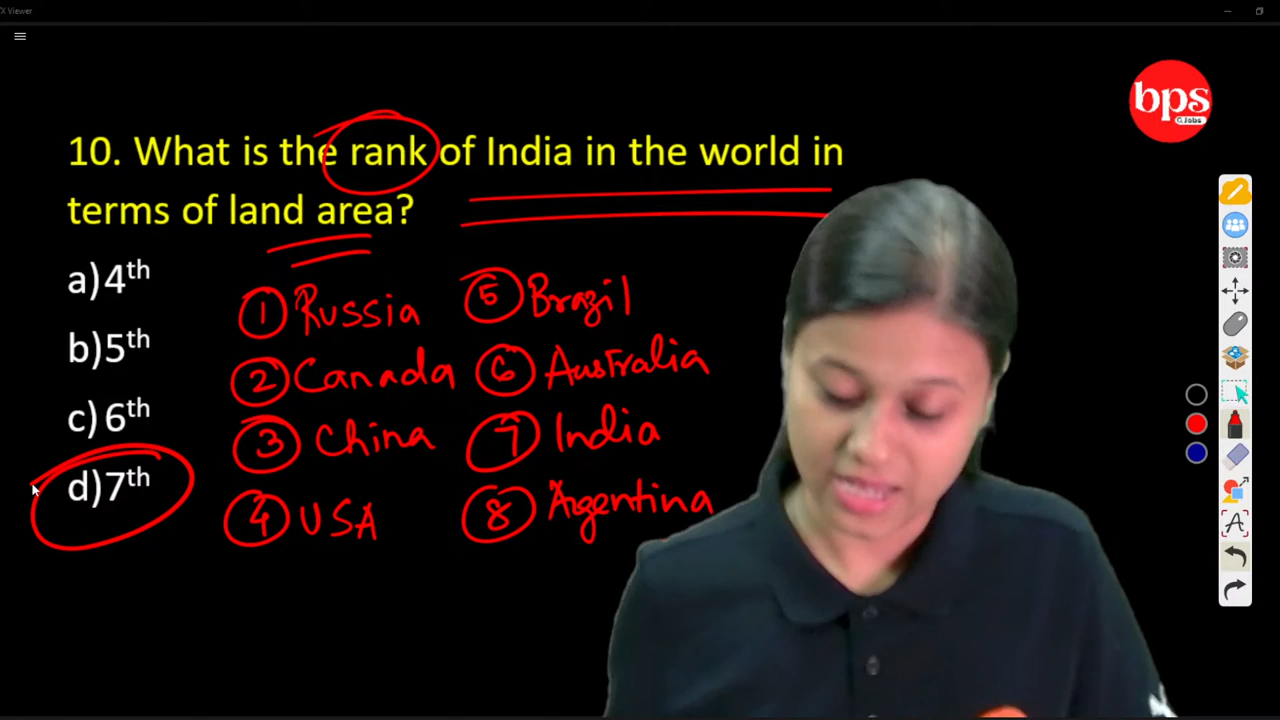 X Viewer
bps
Jobs
10. What is the rank of India in the world in
terms of land area?
a)4th
b)5th
c) 6th
d)7th
① Russia
② Canada
③ China
④ USA
⑤ Brazil
⑥ Australia
⑦ India
⑧ Argentina
A